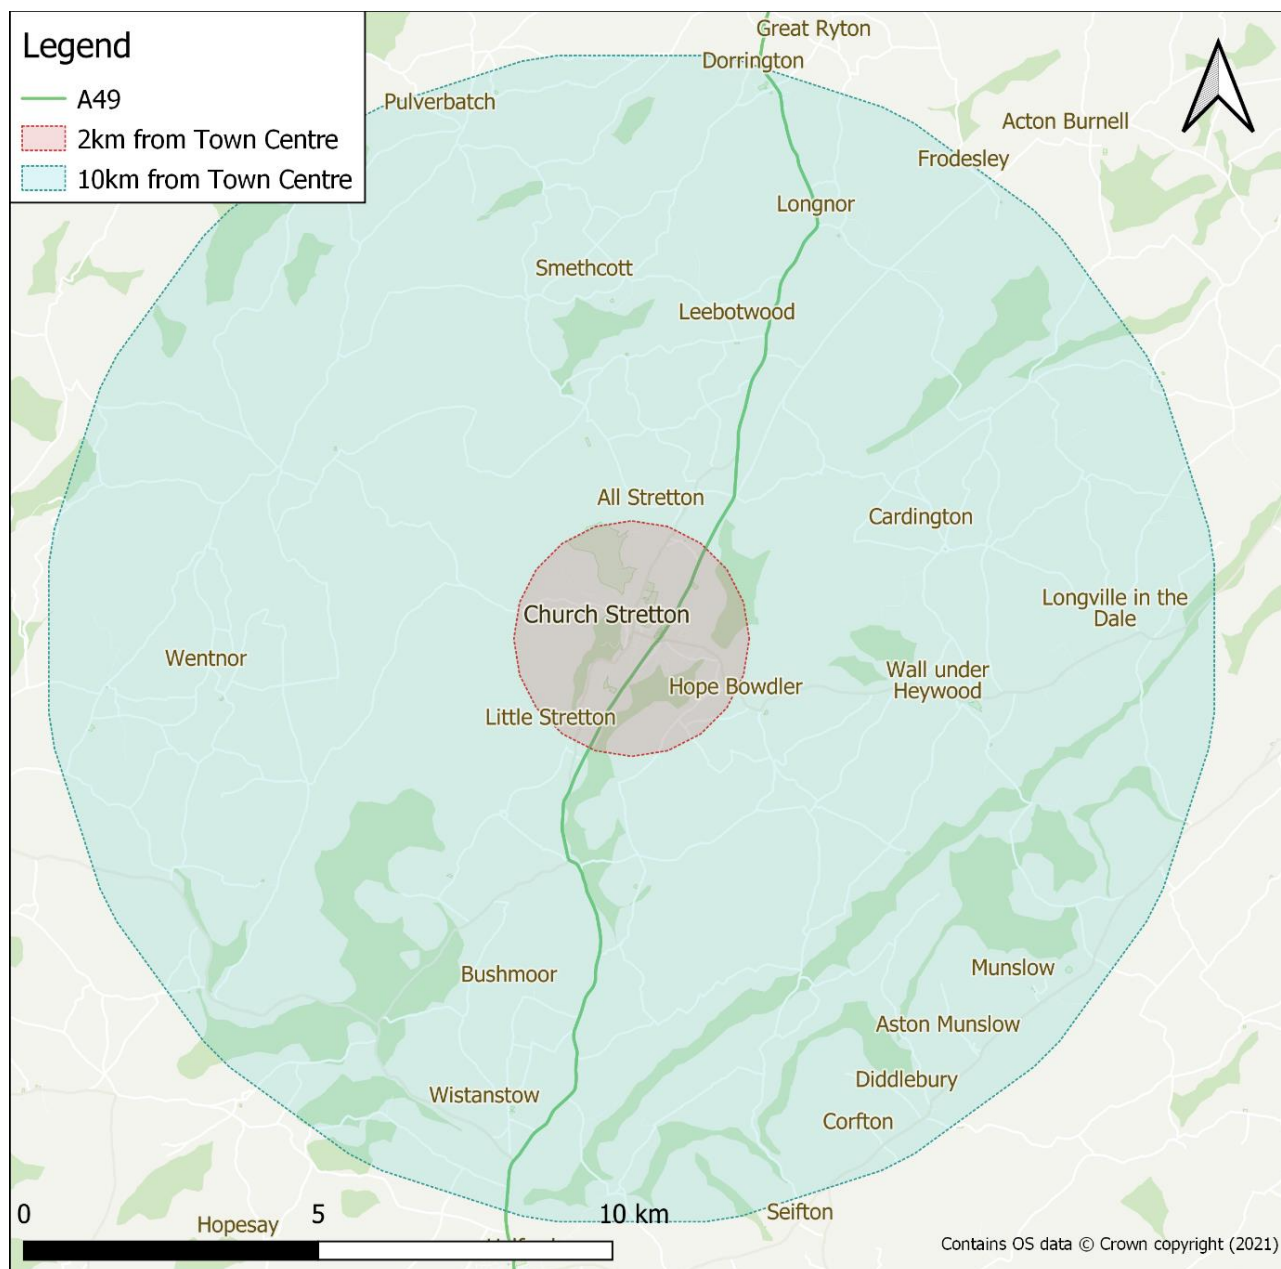 Legend
A49
2km from Town Centre
10km from Town Centre
Great Ryton
Dorrington
Pulverbatch
Acton Burnell
Frodesley
Longnor
Smethcott
Leebotwood
All Stretton
Cardington
Longville in the
Dale
Church Stretton
Wentnor
Wall under
Heywood
Hope Bowdler
Little Stretton
Bushmoor
Munslow
Aston Munslow
Diddlebury
Wistanstow
Corfton
Seifton
Hopesay
0
5
10 km
Contains OS data © Crown copyright (2021)